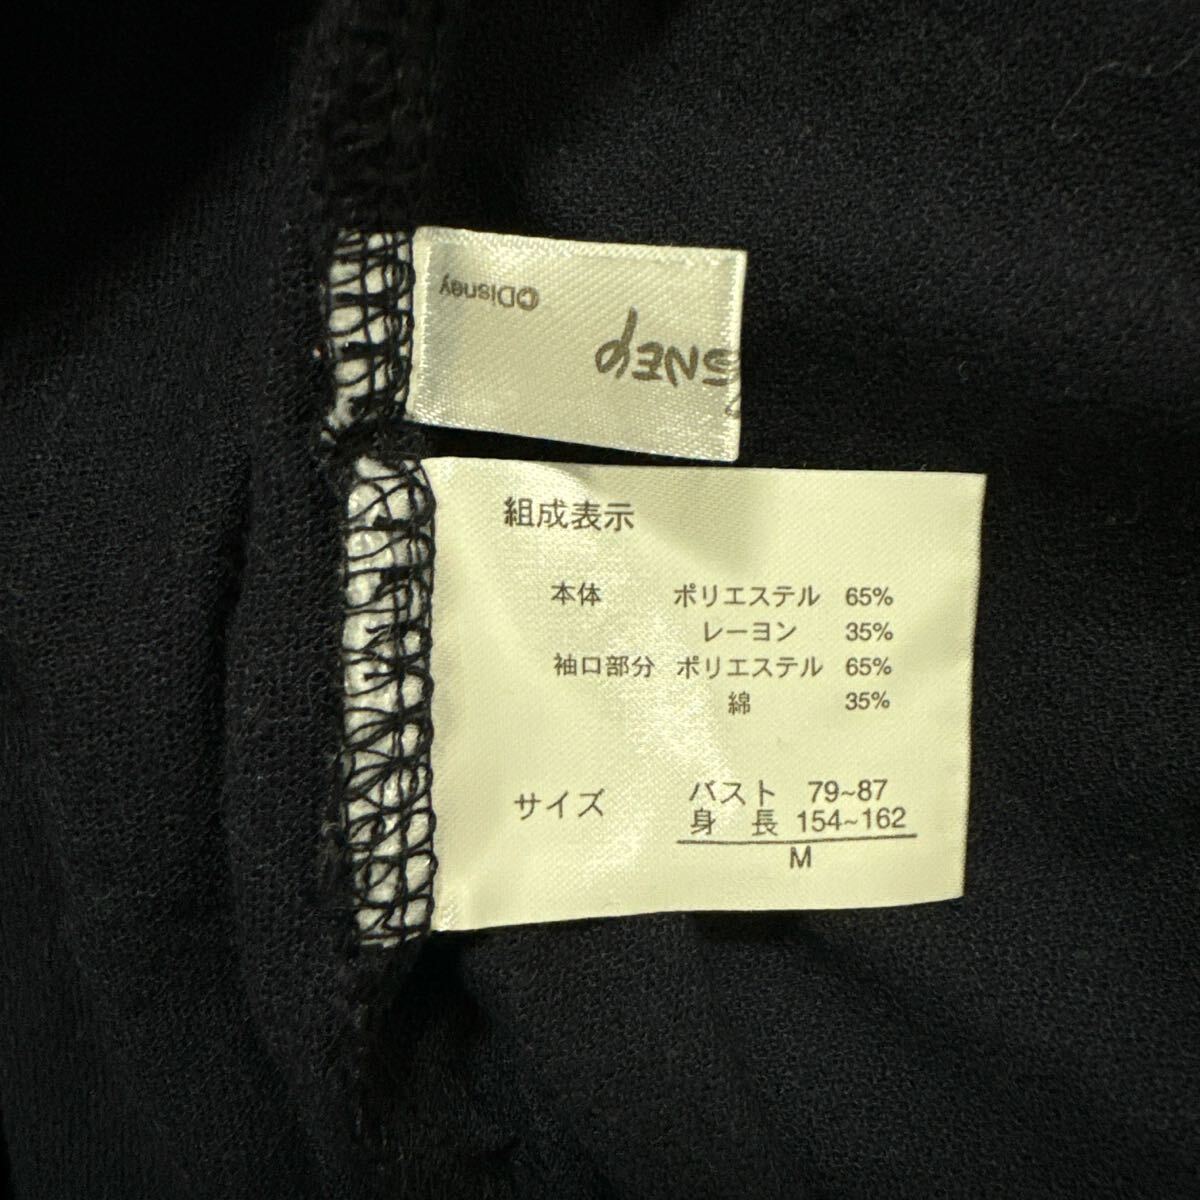 ©Disney
組成表示
本体 ポリエステル 65%
レーヨン 35%
袖口部分 ポリエステル 65%
綿 35%
サイズ
バスト 79~87
身 長 154~162
M